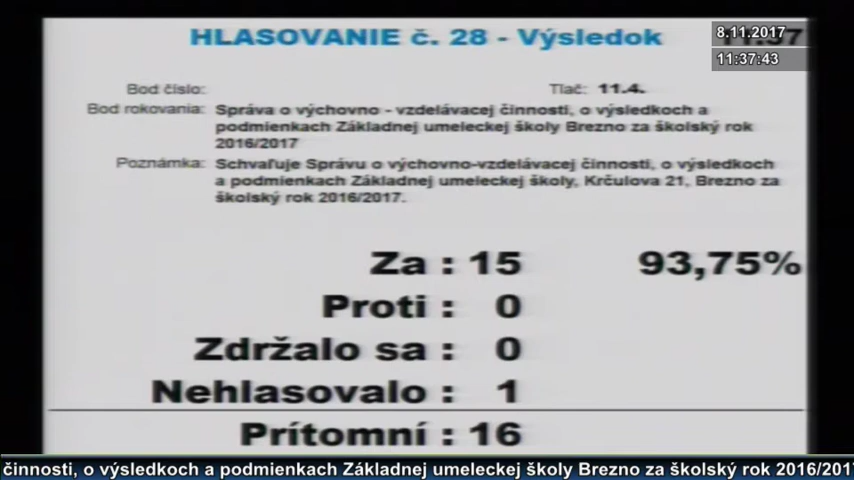 HLASOVANIE č. 28 - Výsledok
8.11.2017
11:37:43
Bod číslo:
Tlač: 11.4.
Bod rokovania: Správa o výchovno - vzdelávacej činnosti, o výsledkoch a
podmienkach Základnej umeleckej školy Brezno za školský rok
2016/2017
Poznámka: Schvaľuje Správu o výchovno-vzdelávacej činnosti, o výsledkoch
a podmienkach Základnej umeleckej školy, Krčulova 21, Brezno za
školský rok 2016/2017.
Za : 15 93,75%
Proti : 0
Zdržalo sa : 0
Nehlasovalo : 1
Prítomní : 16
činnosti, o výsledkoch a podmienkach Základnej umeleckej školy Brezno za školský rok 2016/2017